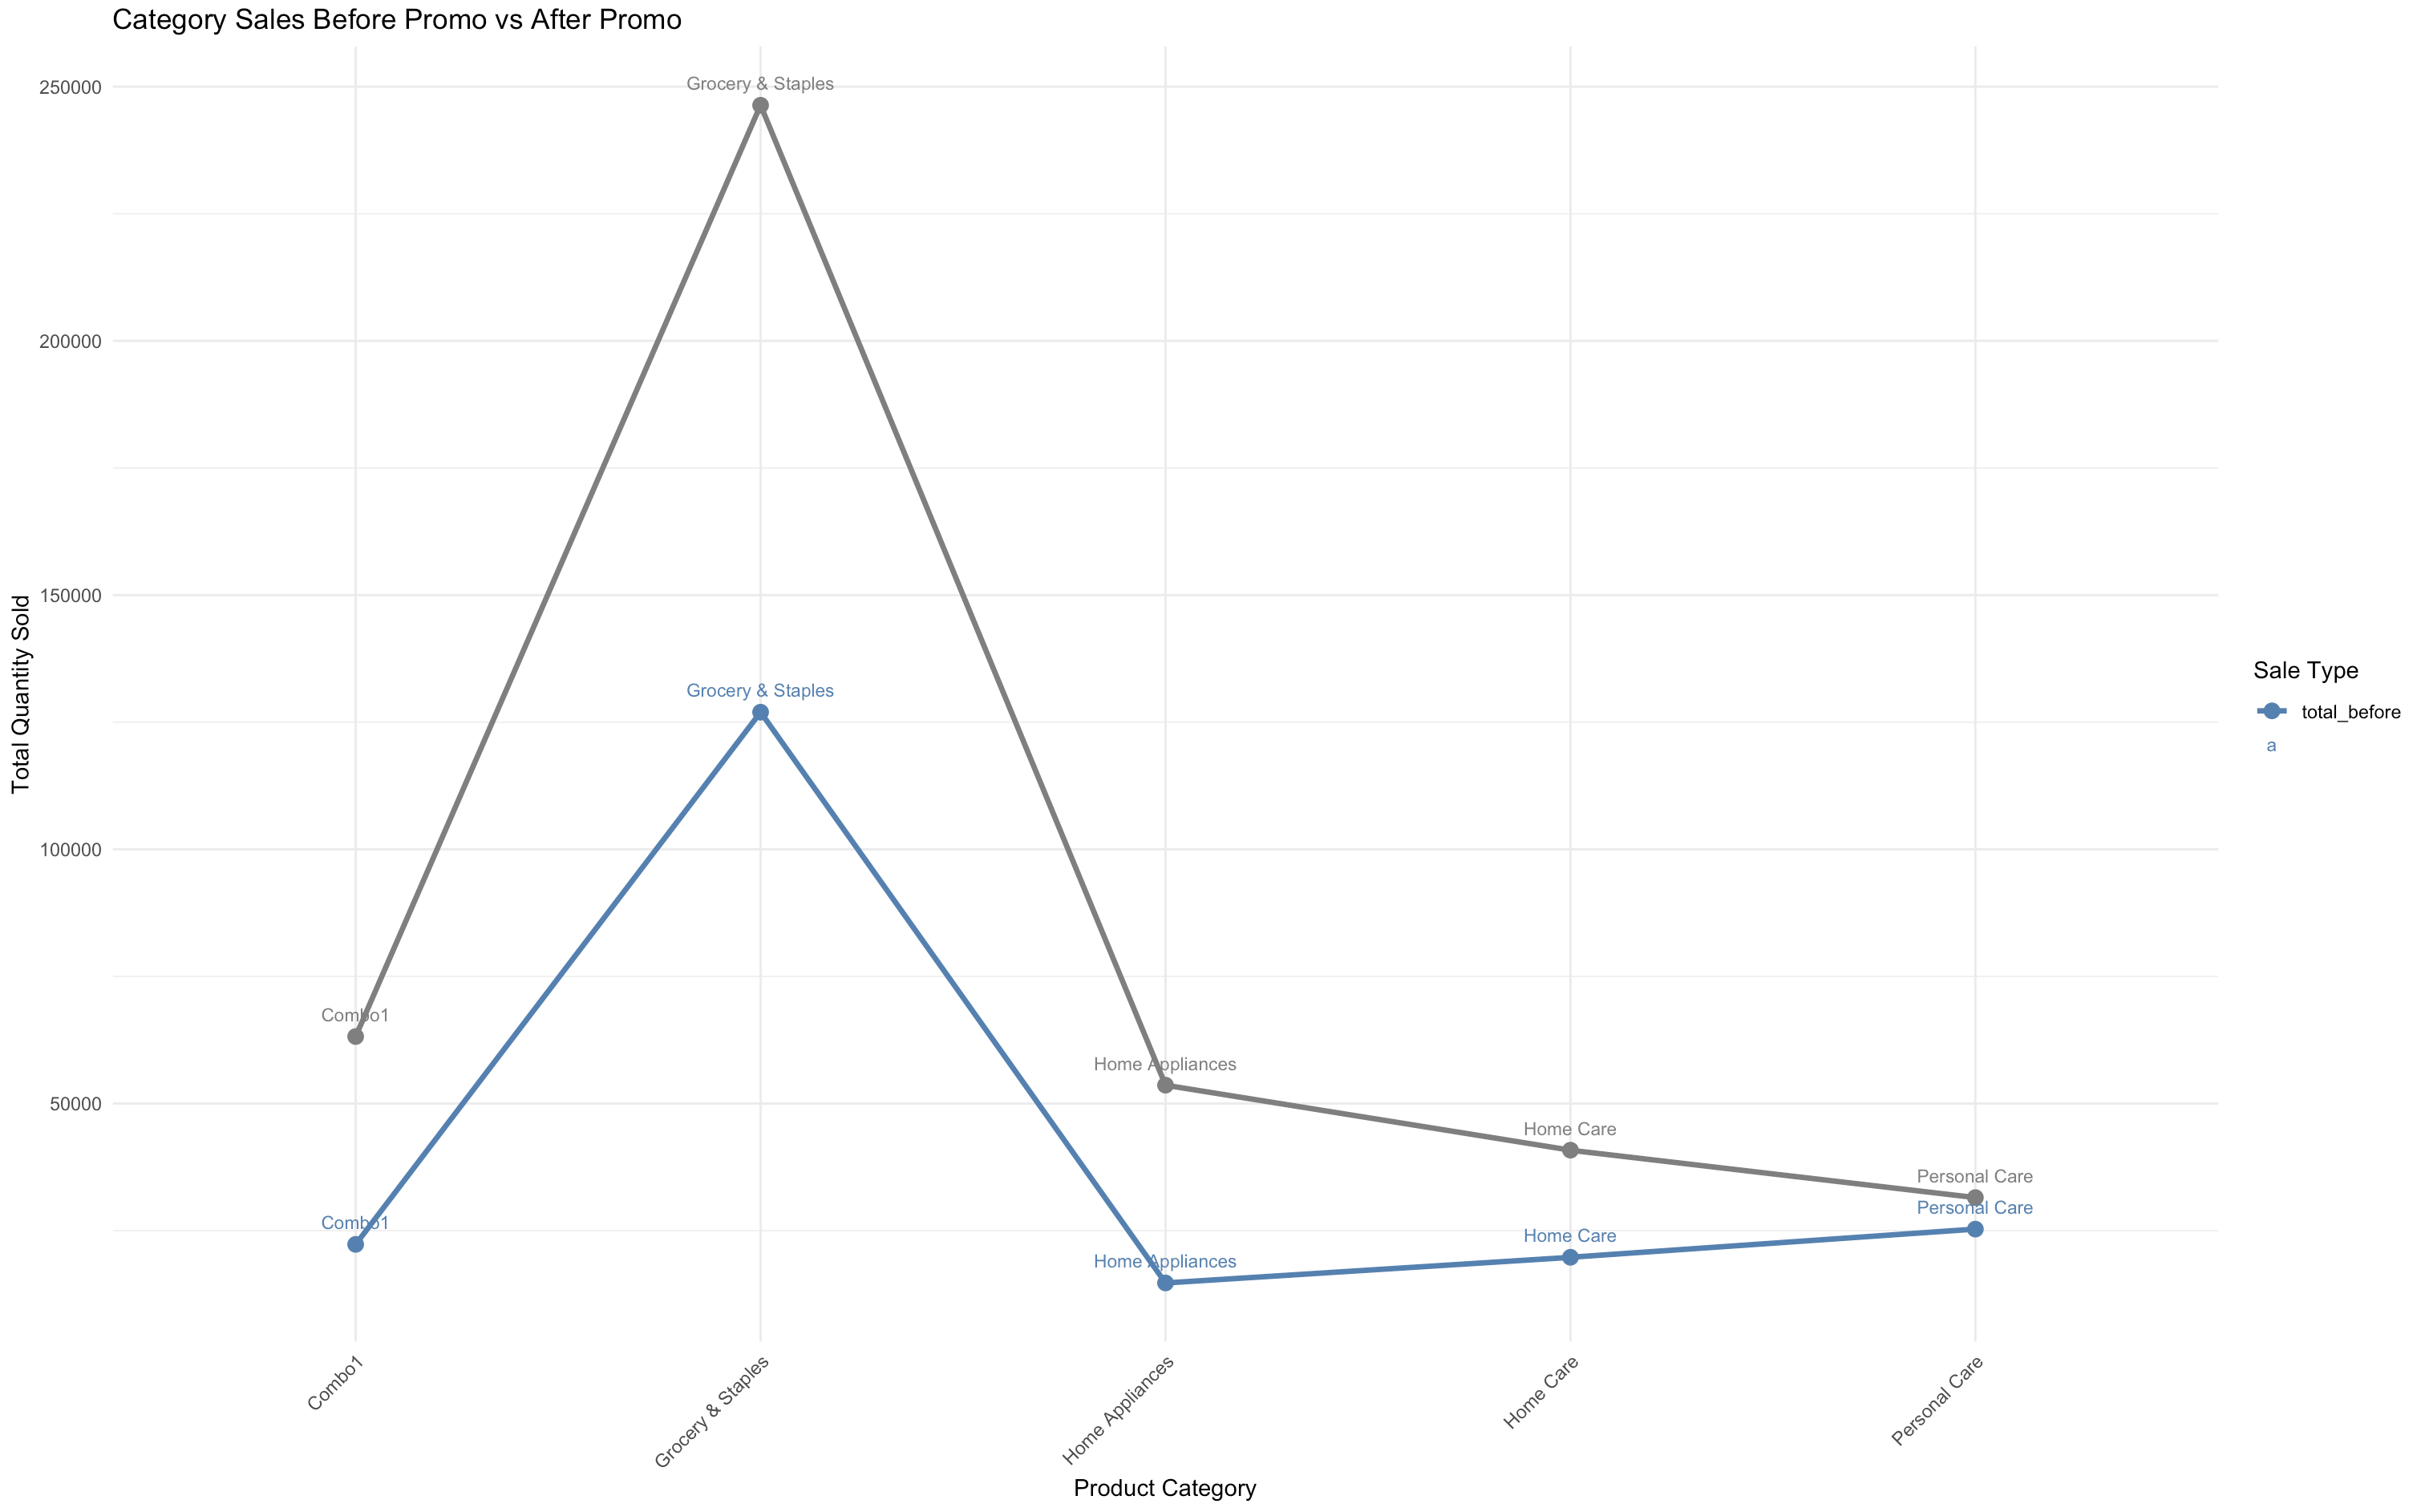 Category Sales Before Promo vs After Promo
Total Quantity Sold
250000
200000
150000
100000
50000
Grocery & Staples
Grocery & Staples
Combo1
Home Appliances
Home Care
Personal Care
Personal Care
Combo1
Home Care
Home Appliances
Sale Type
total_before
a
Combo1
Grocery & Staples
Home Appliances
Home Care
Personal Care
Product Category